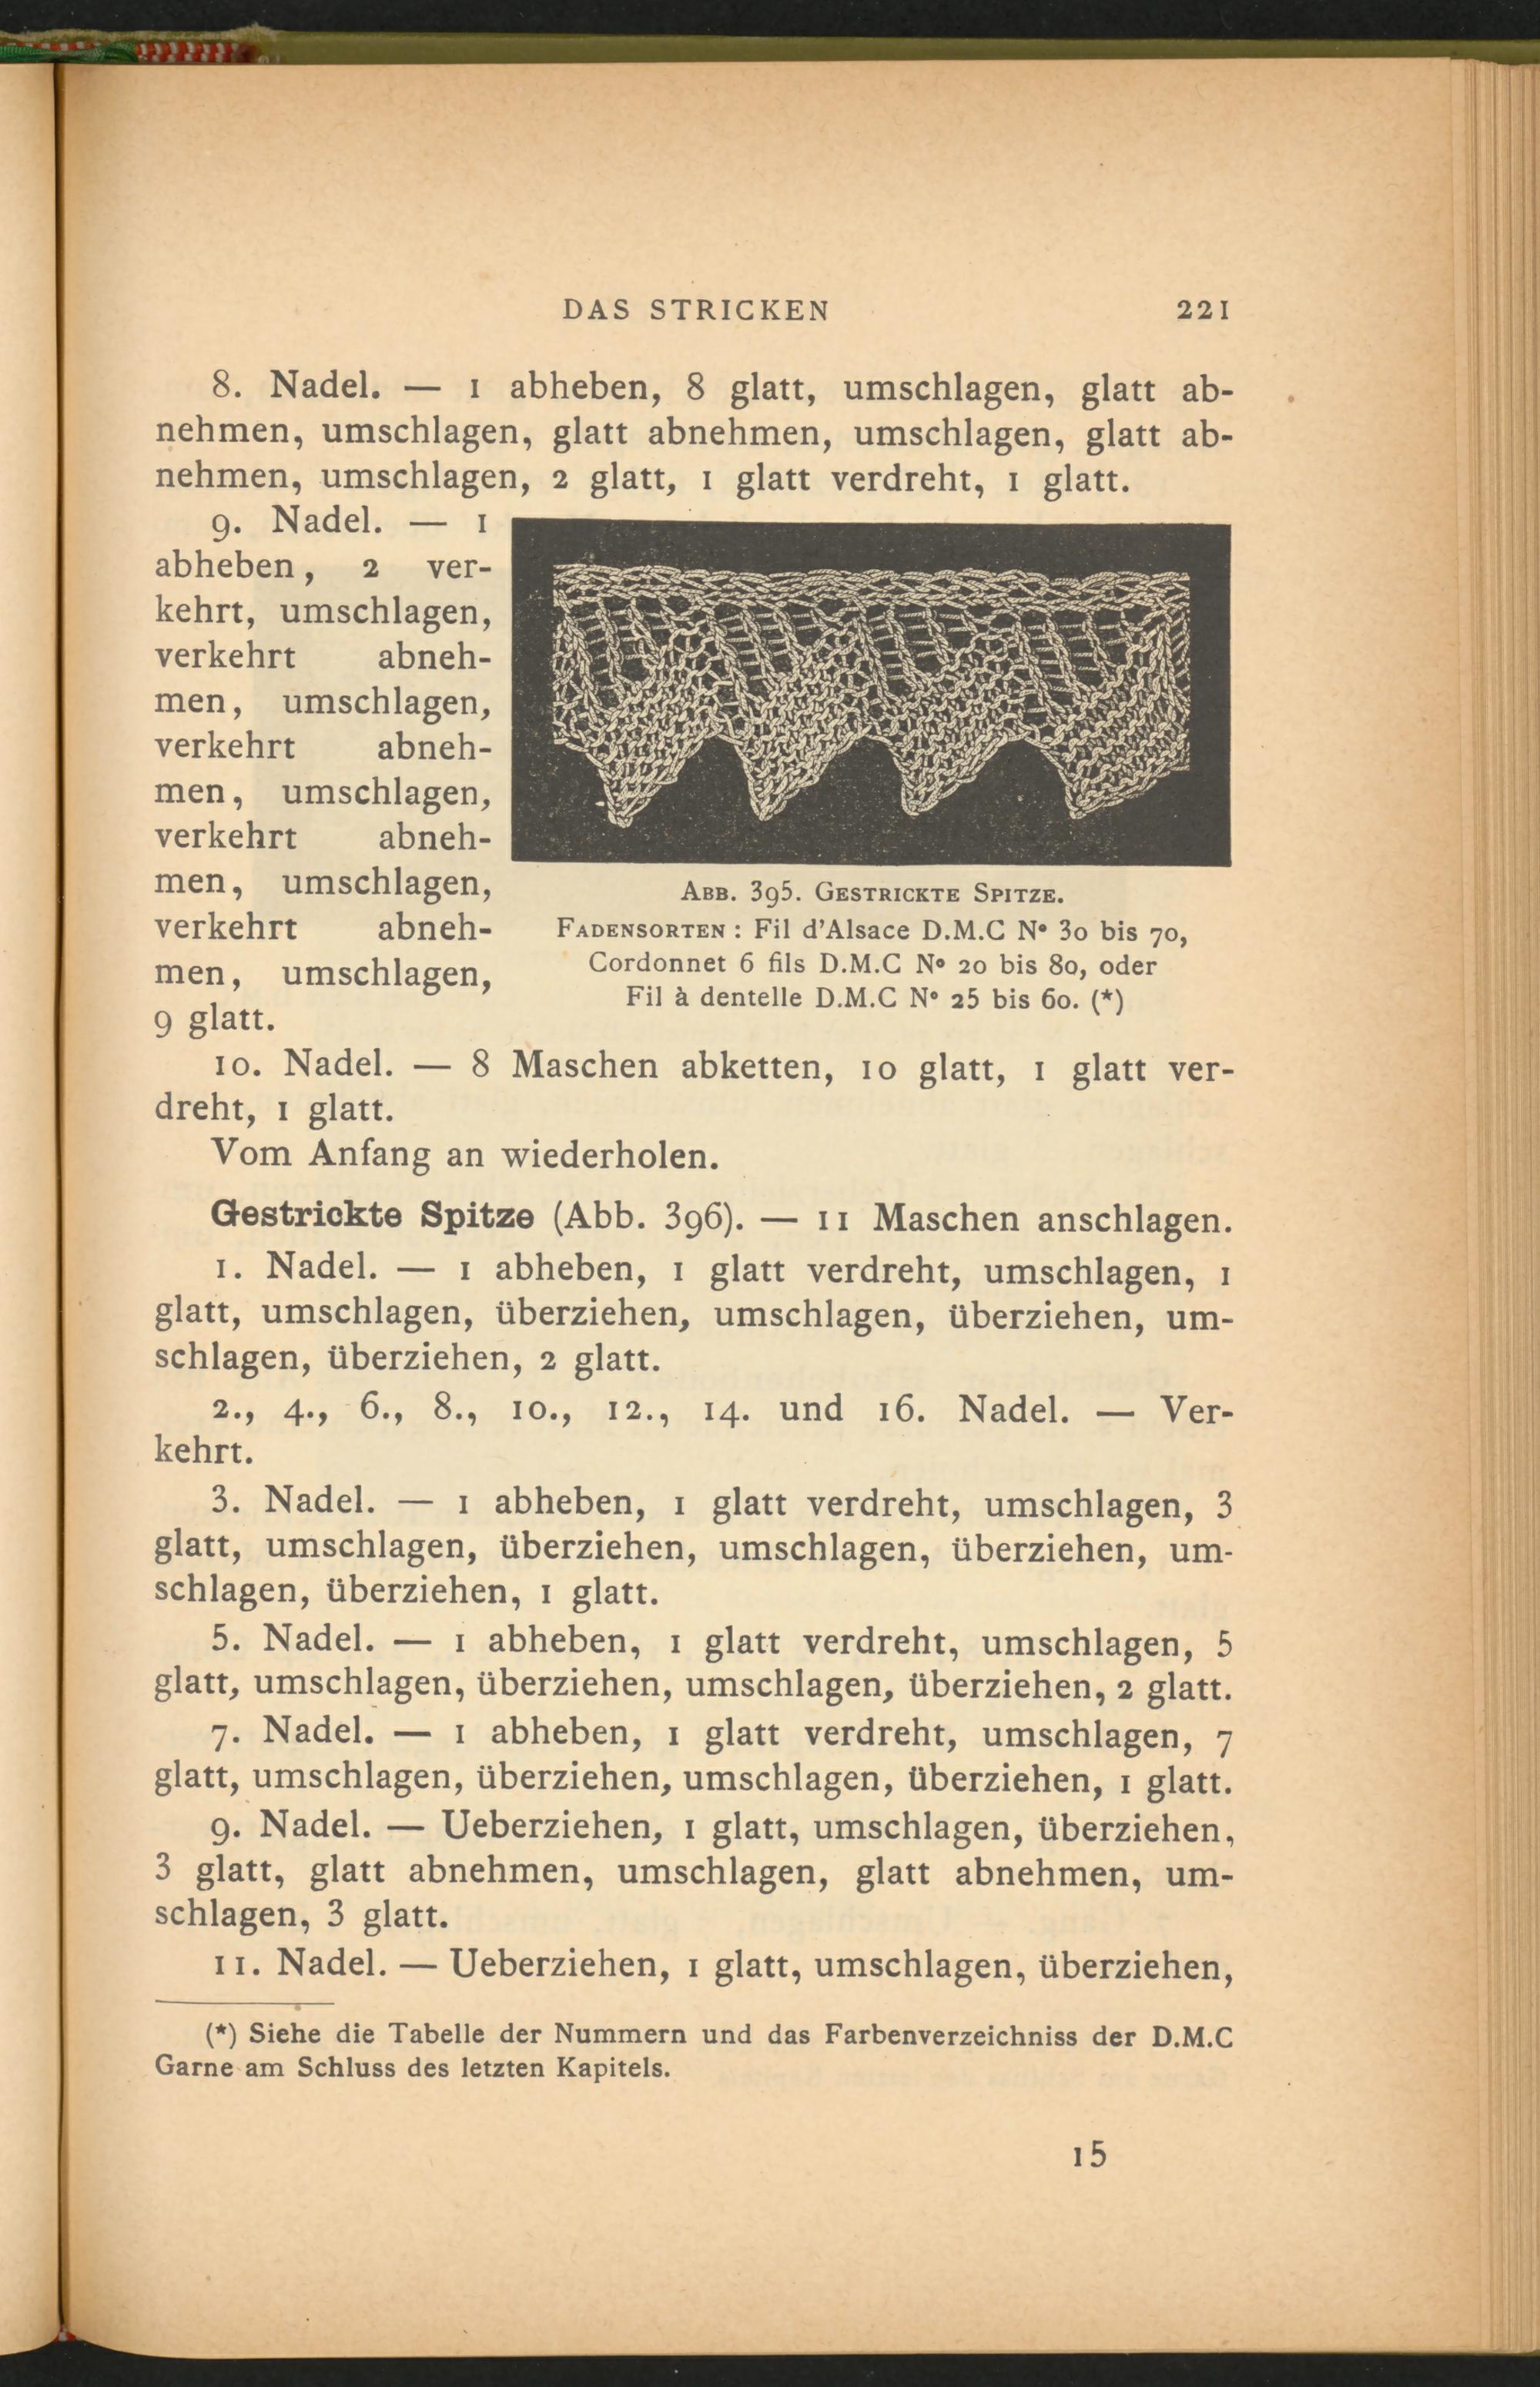 DAS STRICKEN 221
8. Nadel. — 1 abheben, 8 glatt, umschlagen, glatt ab-
nehmen, umschlagen, glatt abnehmen, umschlagen, glatt ab-
nehmen, umschlagen, 2 glatt, 1 glatt verdreht, 1 glatt.
9. Nadel. — 1
abheben, 2 ver-
kehrt, umschlagen,
verkehrt abneh-
men, umschlagen,
verkehrt abneh-
men, umschlagen,
verkehrt abneh-
men, umschlagen,
verkehrt abneh-
men, umschlagen,
9 glatt.
Abb. 395. Gestrickte Spitze.
Fadensorten: Fil d'Alsace D.M.C Nº 30 bis 70,
Cordonnet 6 fils D.M.C Nº 20 bis 80, oder
Fil à dentelle D.M.C Nº 25 bis 60. (*)
10. Nadel. — 8 Maschen abketten, 10 glatt, 1 glatt ver-
dreht, 1 glatt.
Vom Anfang an wiederholen.
Gestrickte Spitze (Abb. 396). — 11 Maschen anschlagen.
1. Nadel. — 1 abheben, 1 glatt verdreht, umschlagen, 1
glatt, umschlagen, überziehen, umschlagen, überziehen, um-
schlagen, überziehen, 2 glatt.
2., 4., 6., 8., 10., 12., 14. und 16. Nadel. — Ver-
kehrt.
3. Nadel. — 1 abheben, 1 glatt verdreht, umschlagen, 3
glatt, umschlagen, überziehen, umschlagen, überziehen, um-
schlagen, überziehen, 1 glatt.
5. Nadel. — 1 abheben, 1 glatt verdreht, umschlagen, 5
glatt, umschlagen, überziehen, umschlagen, überziehen, 2 glatt.
7. Nadel. — 1 abheben, 1 glatt verdreht, umschlagen, 7
glatt, umschlagen, überziehen, umschlagen, überziehen, 1 glatt.
9. Nadel. — Ueberziehen, 1 glatt, umschlagen, überziehen,
3 glatt, glatt abnehmen, umschlagen, glatt abnehmen, um-
schlagen, 3 glatt.
11. Nadel. — Ueberziehen, 1 glatt, umschlagen, überziehen,
(*) Siehe die Tabelle der Nummern und das Farbenverzeichniss der D.M.C
Garne am Schluss des letzten Kapitels.
15